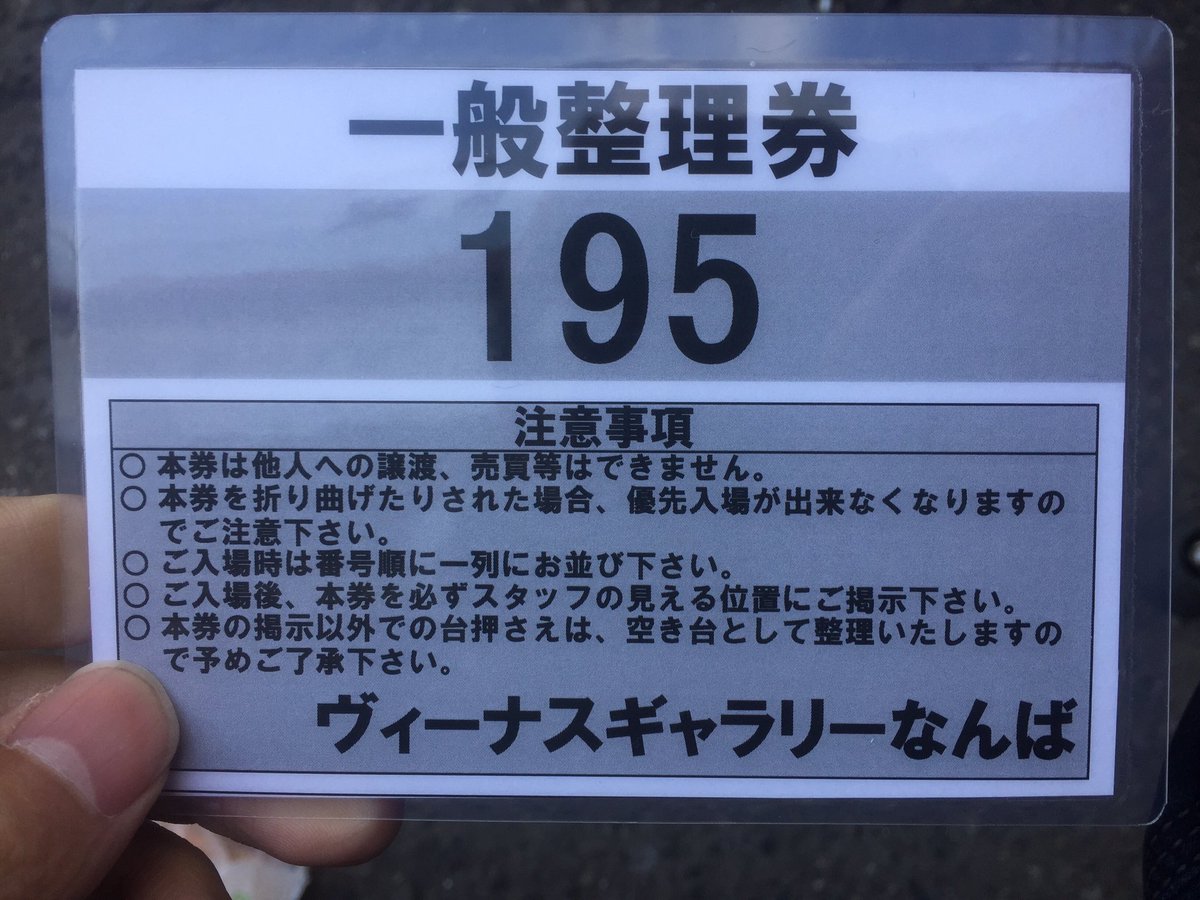 一般整理券
195
注意事項
○ 本券は他人への譲渡、売買等はできません。
○ 本券を折り曲げたりされた場合、優先入場が出来なくなりますの
でご注意下さい。
○ ご入場時は番号順に一列にお並び下さい。
○ ご入場後、本券を必ずスタッフの見える位置にご掲示下さい。
○ 本券の掲示以外での台押さえは、空き台として整理いたしますの
で予めご了承下さい。
ヴィーナスギャラリーなんば